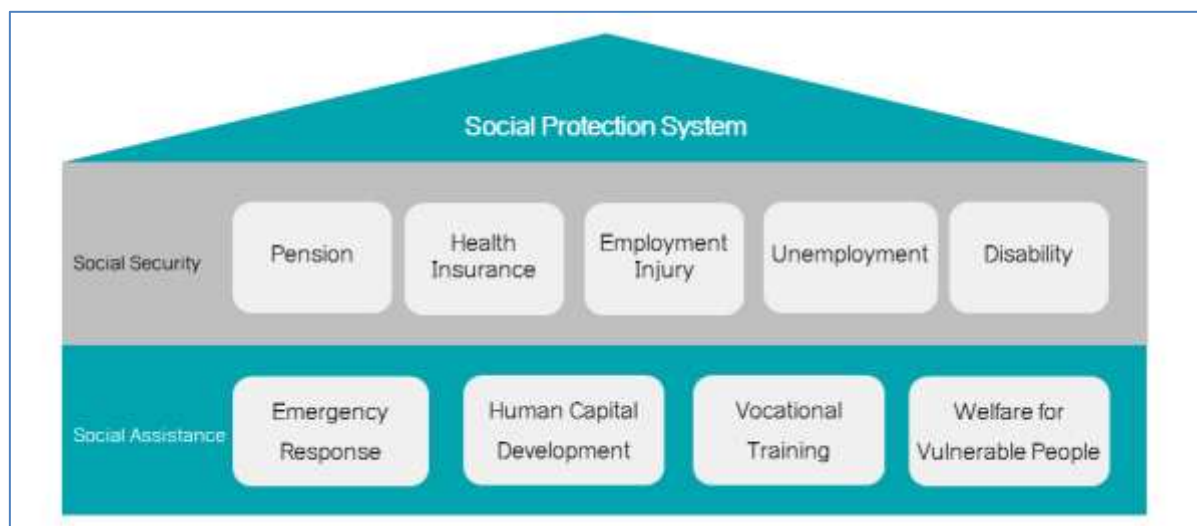 Social Protection System
Social Security
Pension
Health
Insurance
Employment
Injury
Unemployment
Disability
Social Assistance
Emergency
Response
Human Capital
Development
Vocational
Training
Welfare for
Vulnerable People